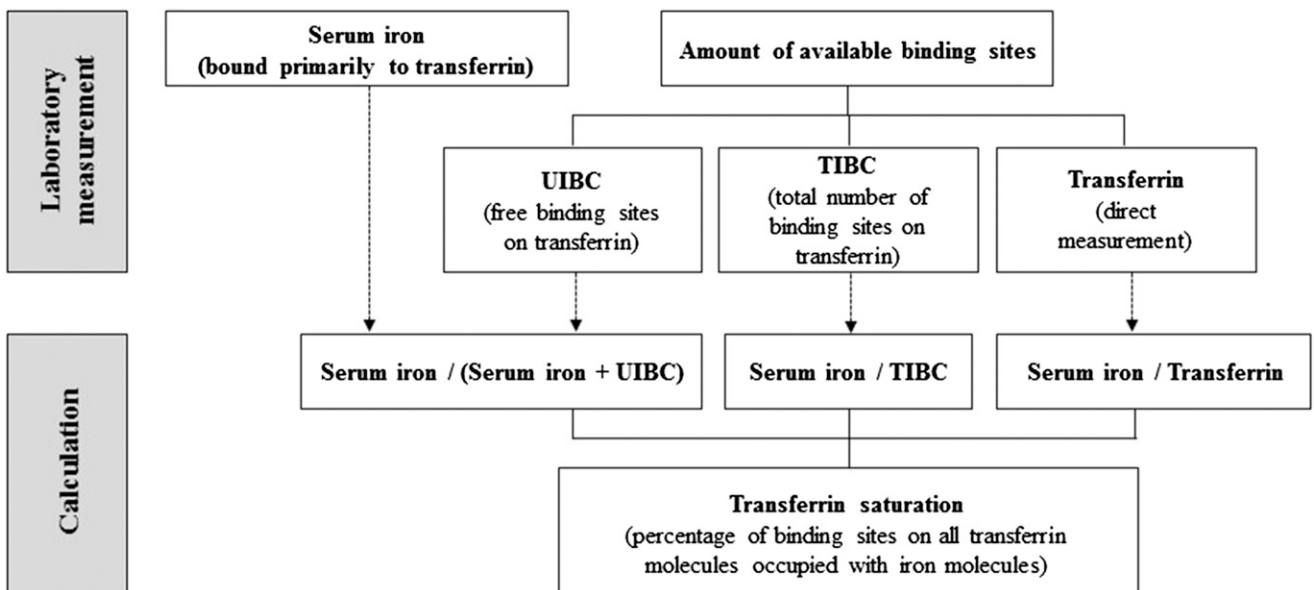 Laboratory
measurement
Serum iron
(bound primarily to transferrin)
Amount of available binding sites
UIBC
(free binding sites
on transferrin)
TIBC
(total number of
binding sites on
transferrin)
Transferrin
(direct
measurement)
Calculation
Serum iron / (Serum iron + UIBC)
Serum iron / TIBC
Serum iron / Transferrin
Transferrin saturation
(percentage of binding sites on all transferrin
molecules occupied with iron molecules)